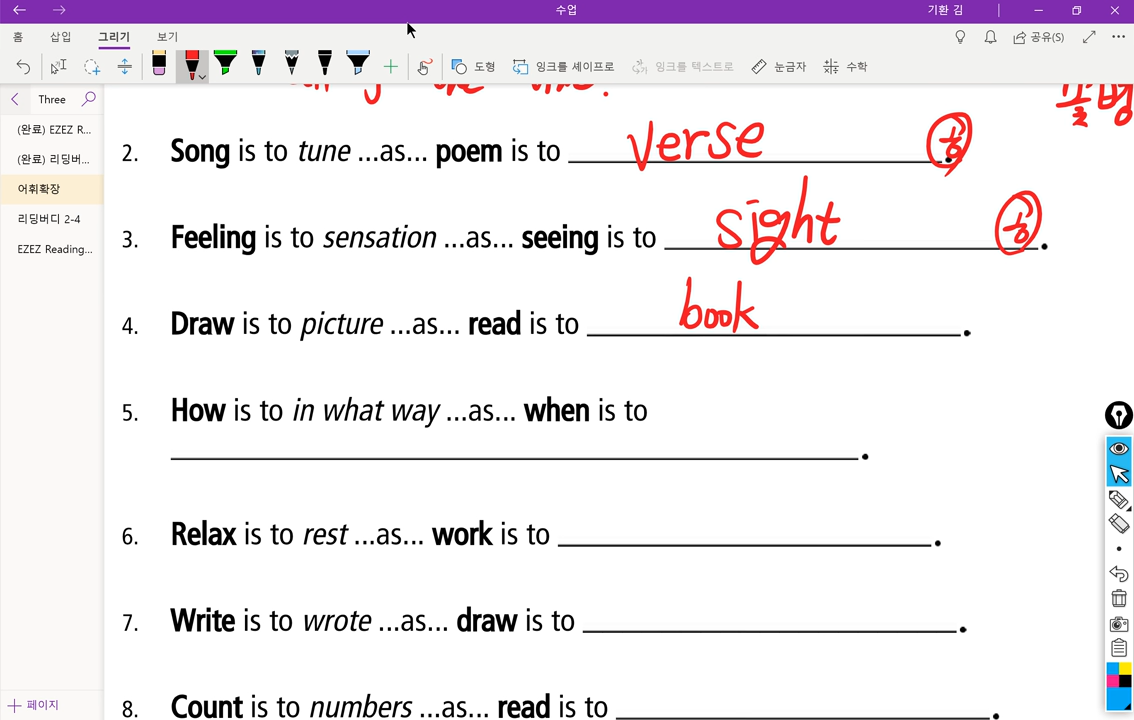 수업
기환 김
홈 삽입 그리기 보기
공유(S)
도형 잉크를 셰이프로 잉크를 텍스트로 눈금자 수학
Three
(완료) EZEZ R...
(완료) 리딩버...
어휘확장
리딩버디 2-4
EZEZ Reading...
페이지
2. Song is to tune ...as... poem is to verse.
3. Feeling is to sensation ...as... seeing is to sight.
4. Draw is to picture ...as... read is to book.
5. How is to in what way ...as... when is to
.
6. Relax is to rest ...as... work is to .
7. Write is to wrote ...as... draw is to .
8. Count is to numbers ...as... read is to .